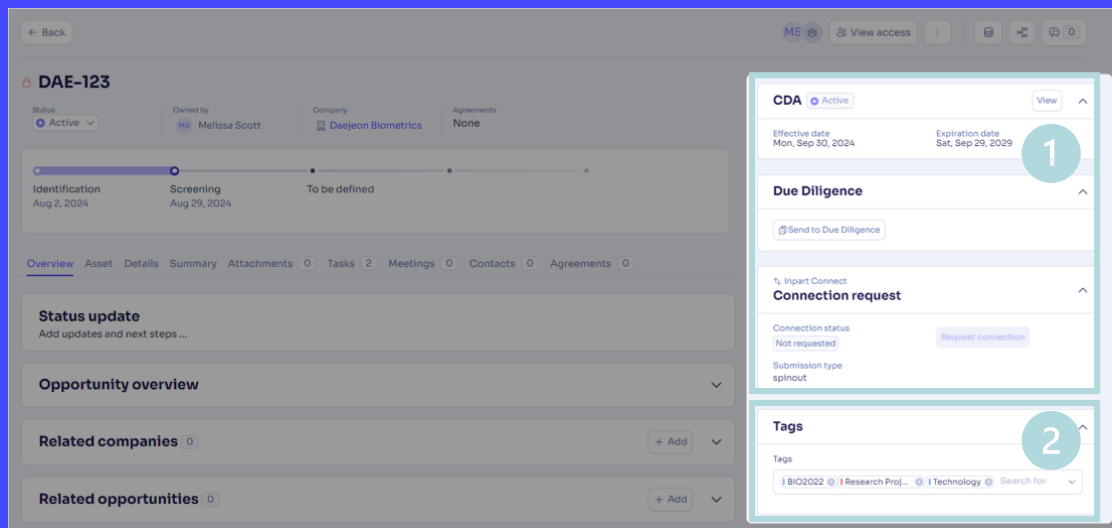 Back
MS
View access
0
DAE-123
Status
Active
Owned by
MS Melissa Scott
Company
Daejeon Biometrics
Agreements
None
Identification
Aug 2, 2024
Screening
Aug 29, 2024
To be defined
Overview Asset Details Summary Attachments 0 Tasks 2 Meetings 0 Contacts 0 Agreements 0
Status update
Add updates and next steps ...
Opportunity overview
Related companies 0
+ Add
Related opportunities 0
+ Add
CDA Active View
Effective date
Mon, Sep 30, 2024
Expiration date
Sat, Sep 29, 2029
1
Due Diligence
Send to Due Diligence
Inpart Connect
Connection request
Connection status
Not requested
Request connection
Submission type
spinout
Tags
2
Tags
BIO2022 Research Proj... Technology Search for